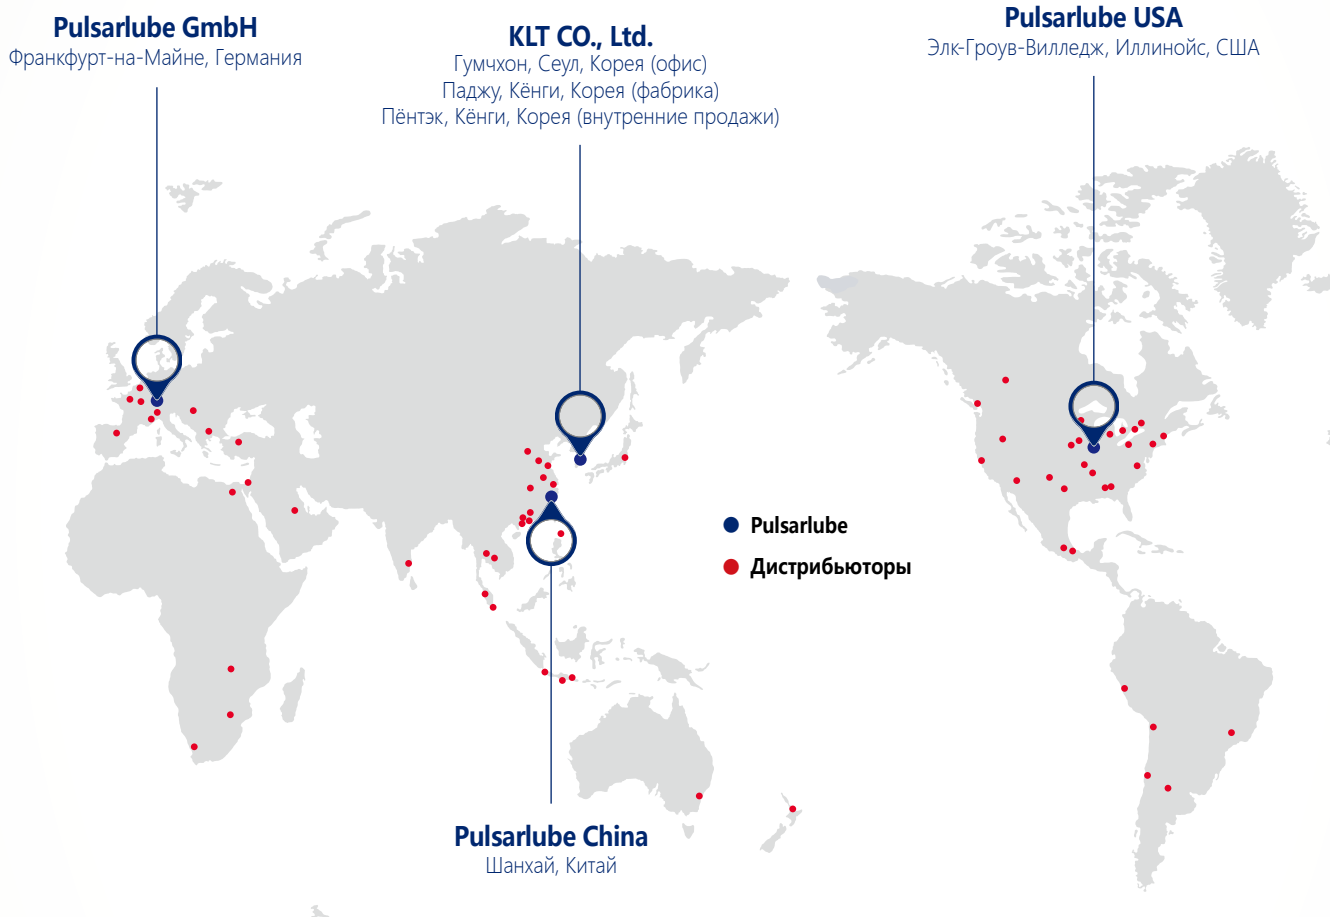 Pulsarlube GmbH
Франкфурт-на-Майне, Германия
KLT CO., Ltd.
Гумчхон, Сеул, Корея (офис)
Паджу, Кёнги, Корея (фабрика)
Пёнтэк, Кёнги, Корея (внутренние продажи)
Pulsarlube USA
Элк-Гроув-Вилледж, Иллинойс, США
Pulsarlube
Дистрибьюторы
Pulsarlube China
Шанхай, Китай